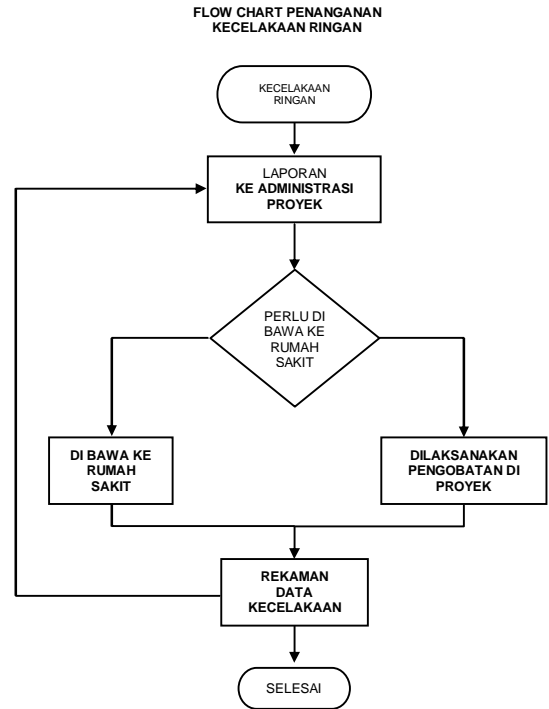 FLOW CHART PENANGANAN
KECELAKAAN RINGAN
KECELAKAAN
RINGAN
LAPORAN
KE ADMINISTRASI
PROYEK
PERLU DI
BAWA KE
RUMAH
SAKIT
DI BAWA KE
RUMAH
SAKIT
DILAKSANAKAN
PENGOBATAN DI
PROYEK
REKAMAN
DATA
KECELAKAAN
SELESAI